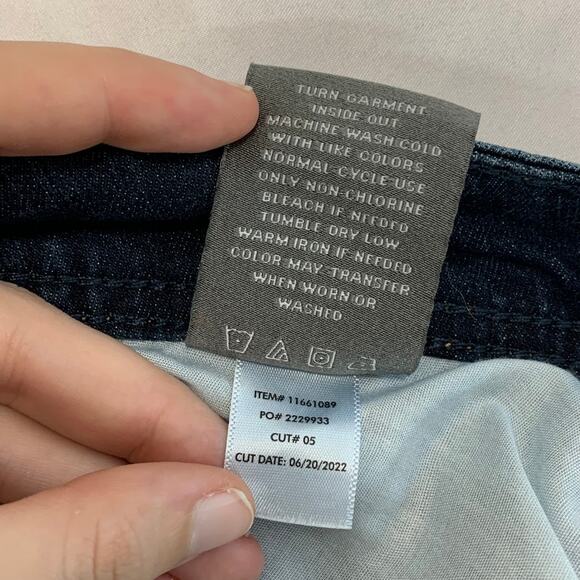 TURN GARMENT
INSIDE OUT
MACHINE WASH COLD
WITH LIKE COLORS
NORMAL CYCLE USE
ONLY NON-CHLORINE
BLEACH IF NEEDED
TUMBLE DRY LOW
WARM IRON IF NEEDED
COLOR MAY TRANSFER
WHEN WORN OR
WASHED
ITEM# 11661089
PO# 2229933
CUT# 05
CUT DATE: 06/20/2022